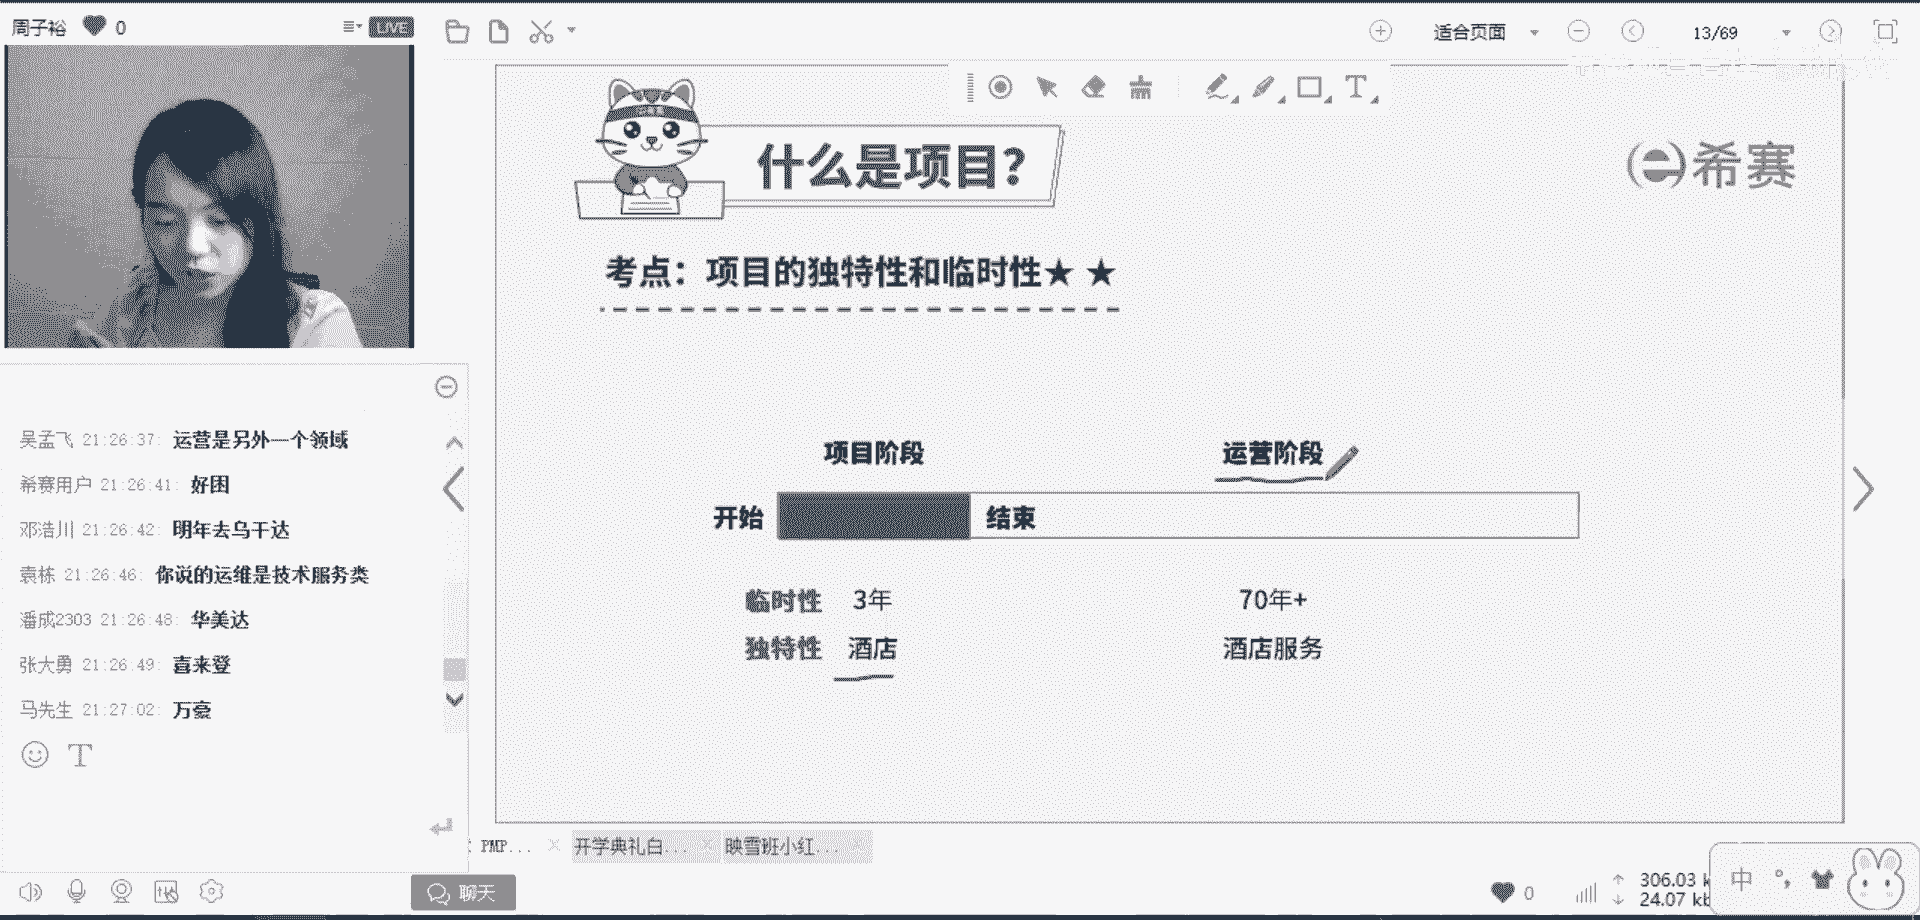 周子裕 0 LIVE
适合页面 13/69
什么是项目？
希赛
考点：项目的独特性和临时性★ ★
项目阶段 运营阶段
开始 结束
临时性 3年 70年+
独特性 酒店 酒店服务
吴孟飞 21:26:37: 运营是另外一个领域
希赛用户 21:26:41: 好困
邓浩川 21:26:42: 明年去乌干达
袁栋 21:26:46: 你说的运维是技术服务类
潘成2303 21:26:48: 华美达
张大勇 21:26:49: 喜来登
马先生 21:27:02: 万豪
T
PMP... 开学典礼白... 映雪班小红...
聊天
0
306.03 k
24.07 kb
中